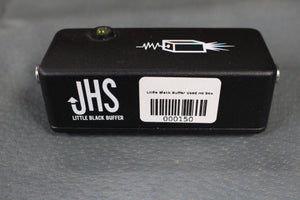 JHS
LITTLE BLACK BUFFER
Little Black Buffer Used no box
000150